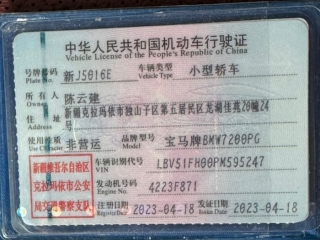 中华人民共和国机动车行驶证
Vehicle License of the People's Republic of China
号牌号码 Plate No. 新J5016E 车辆类型 Vehicle Type 小型轿车
所有人 Owner 陈云建
住址 新疆克拉玛依市独山子区第五居民区龙湖佳苑20幢24号
使用性质 Use Character 非营运 品牌型号 Model 宝马牌BMW7200PG
新疆维吾尔自治区
克拉玛依市公安
局交通警察支队
车辆识别代号 VIN LBV51FH00PMS95247
发动机号码 Engine No. 4223F871
注册日期 Register Date 2023-04-18 发证日期 Issue Date 2023-04-18